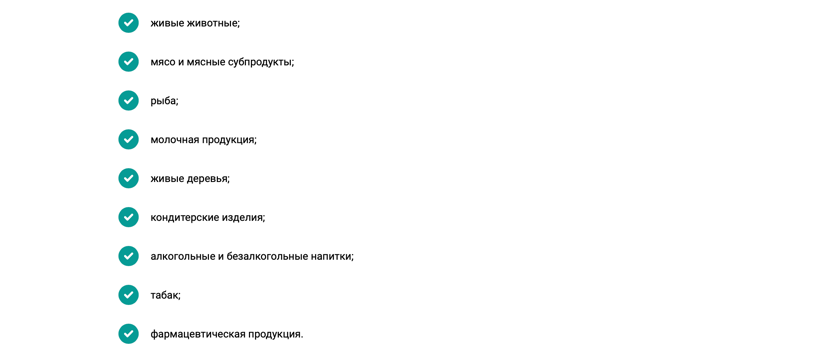 живые животные;
мясо и мясные субпродукты;
рыба;
молочная продукция;
живые деревья;
кондитерские изделия;
алкогольные и безалкогольные напитки;
табак;
фармацевтическая продукция.